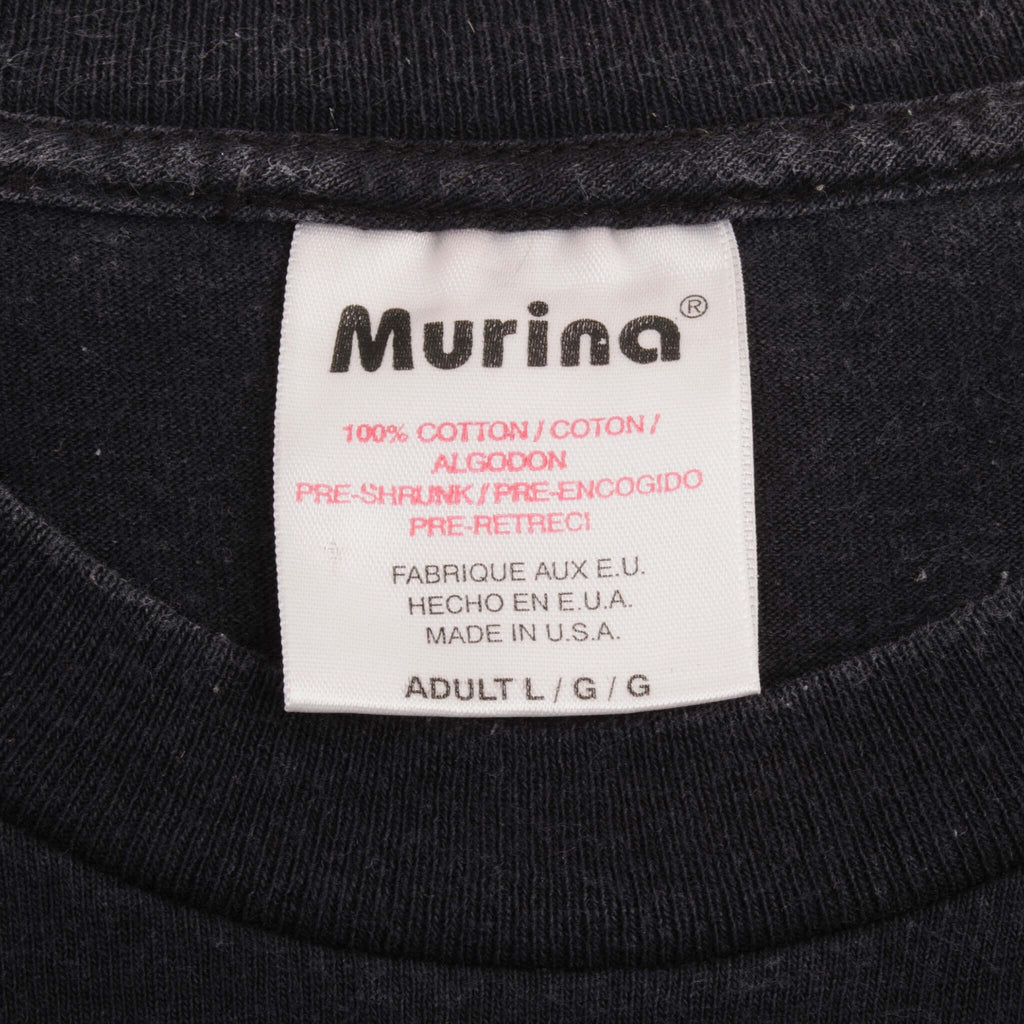 Murina®
100% COTTON / COTON /
ALGODON
PRE-SHRUNK / PRE-ENCOGIDO
PRE-RETRECI
FABRIQUE AUX E.U.
HECHO EN E.U.A.
MADE IN U.S.A.
ADULT L / G / G